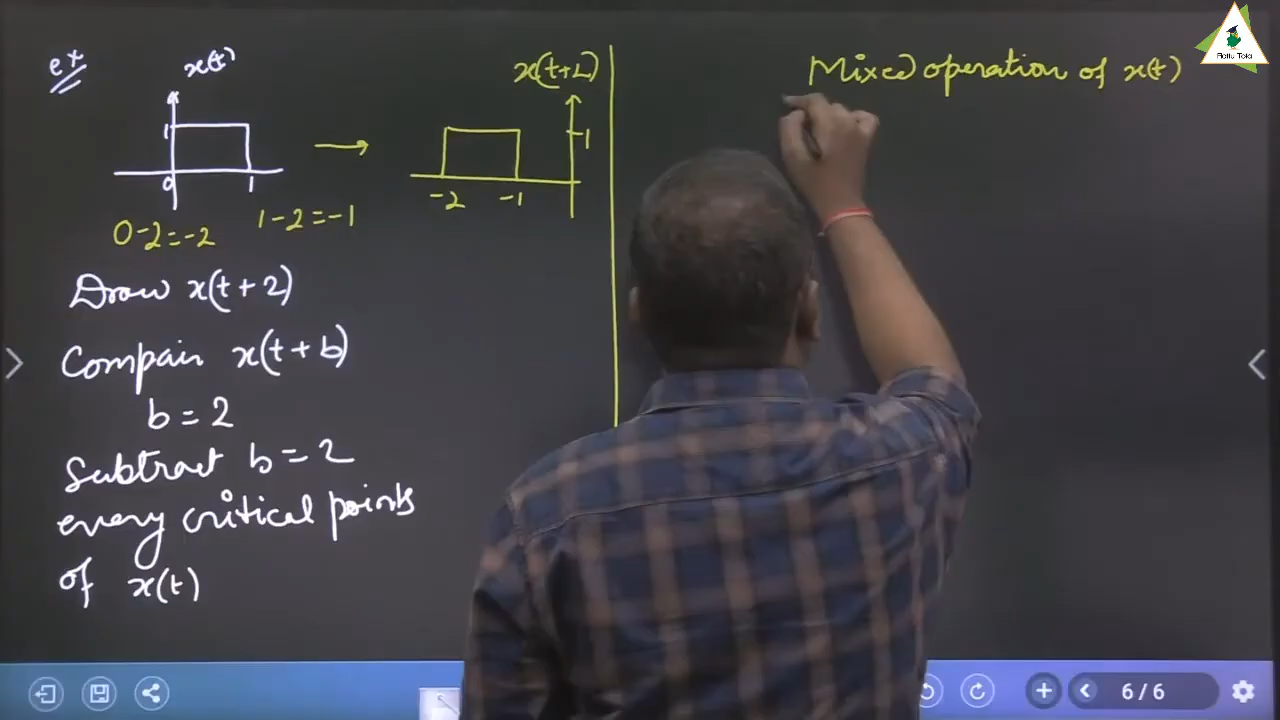 ex
x(t)
1
0
1
0-2=-2
1-2=-1
x(t+2)
1
-2 -1
Draw x(t+2)
Compair x(t+b)
b=2
Subtract b=2
every critical points
of x(t)
Mixed operation of x(t)
6/6